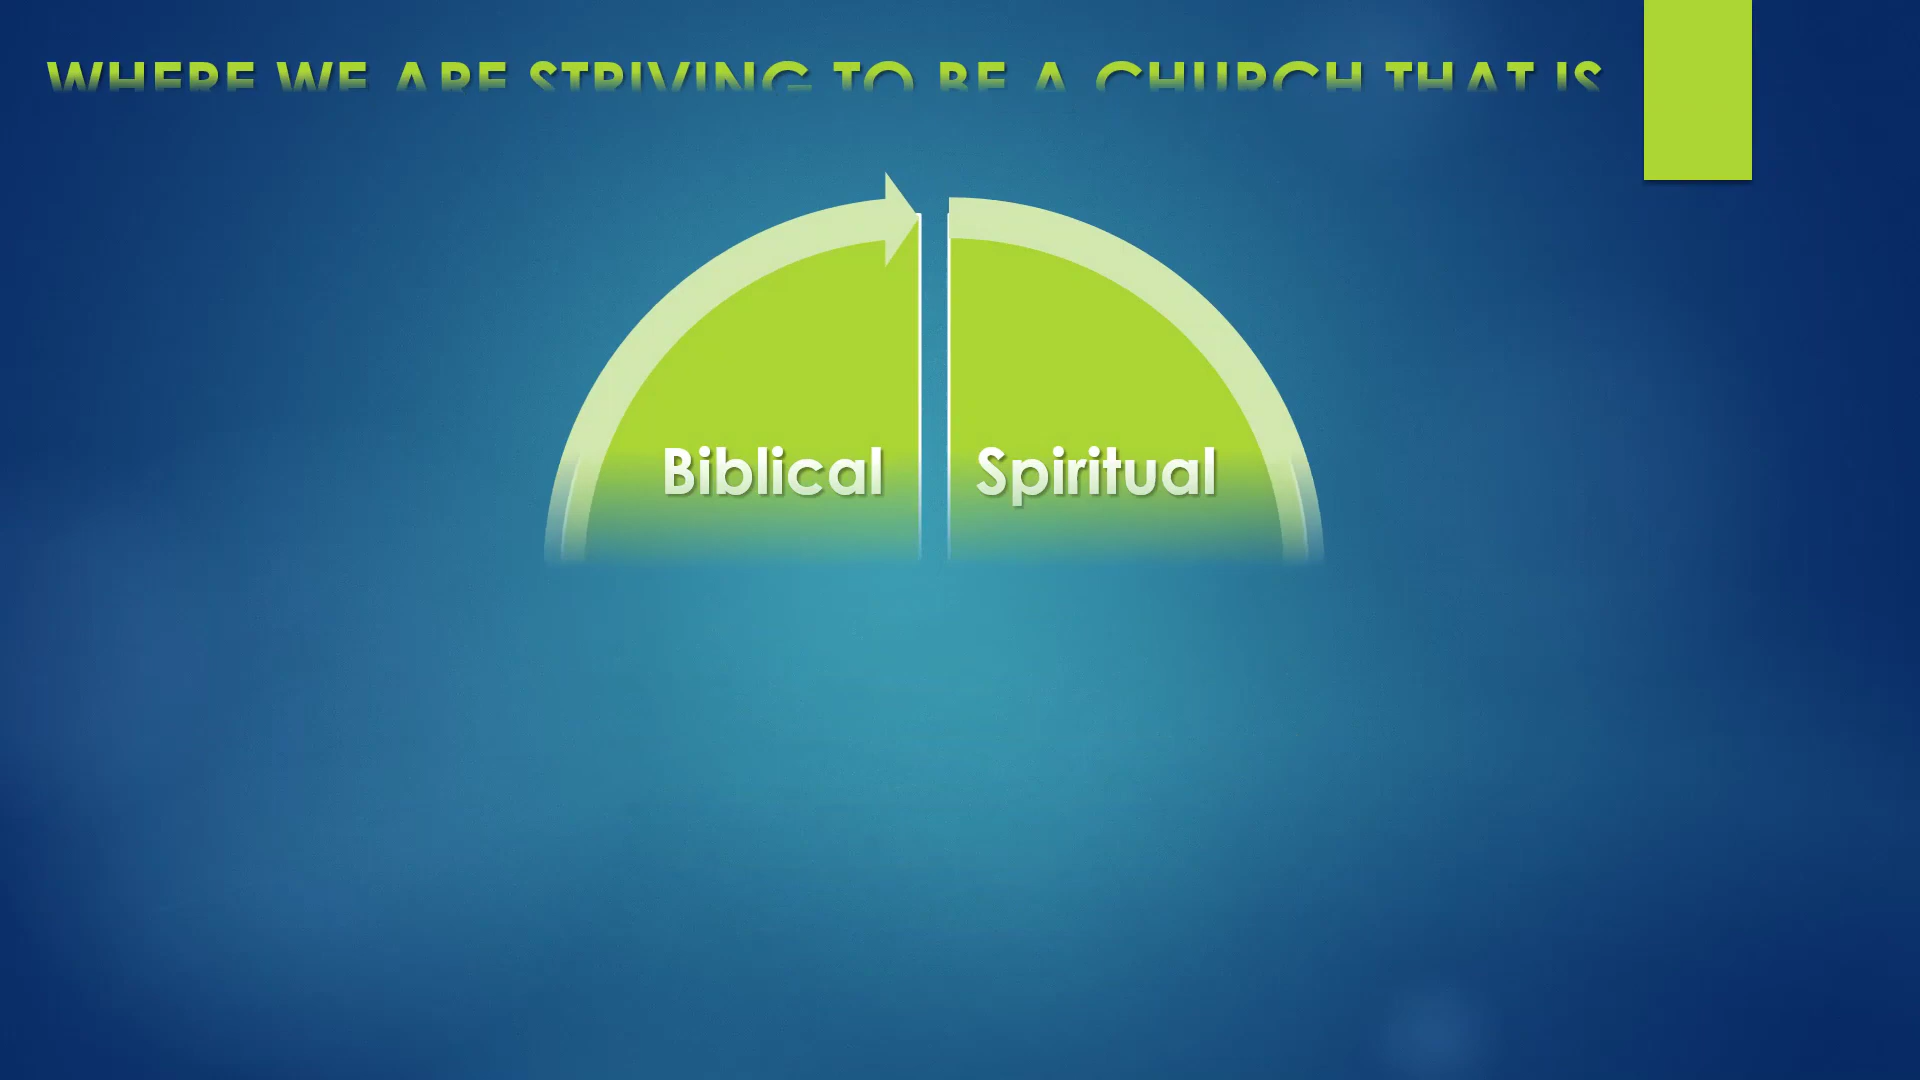 WHERE WE ARE STRIVING TO BE A CHURCH THAT IS
Biblical
Spiritual